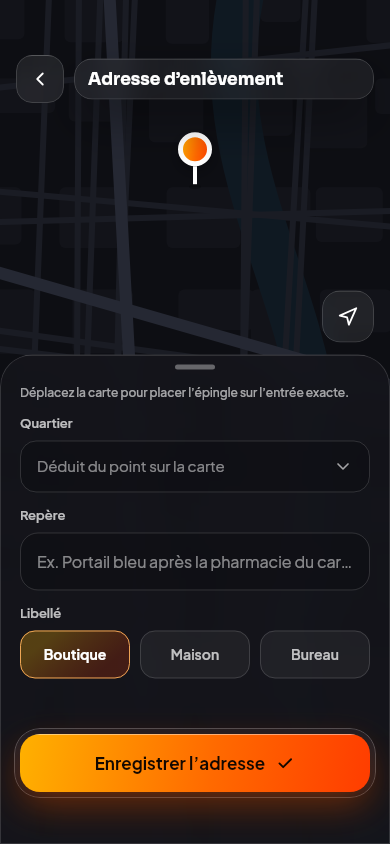 Adresse d’enlèvement
Déplacez la carte pour placer l’épingle sur l’entrée exacte.
Quartier
Déduit du point sur la carte
Repère
Ex. Portail bleu après la pharmacie du car...
Libellé
Boutique Maison Bureau
Enregistrer l’adresse